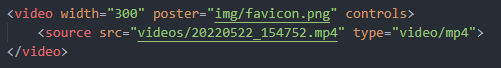 <video width="300" poster="img/favicon.png" controls>
<source src="videos/20220522_154752.mp4" type="video/mp4">
</video>